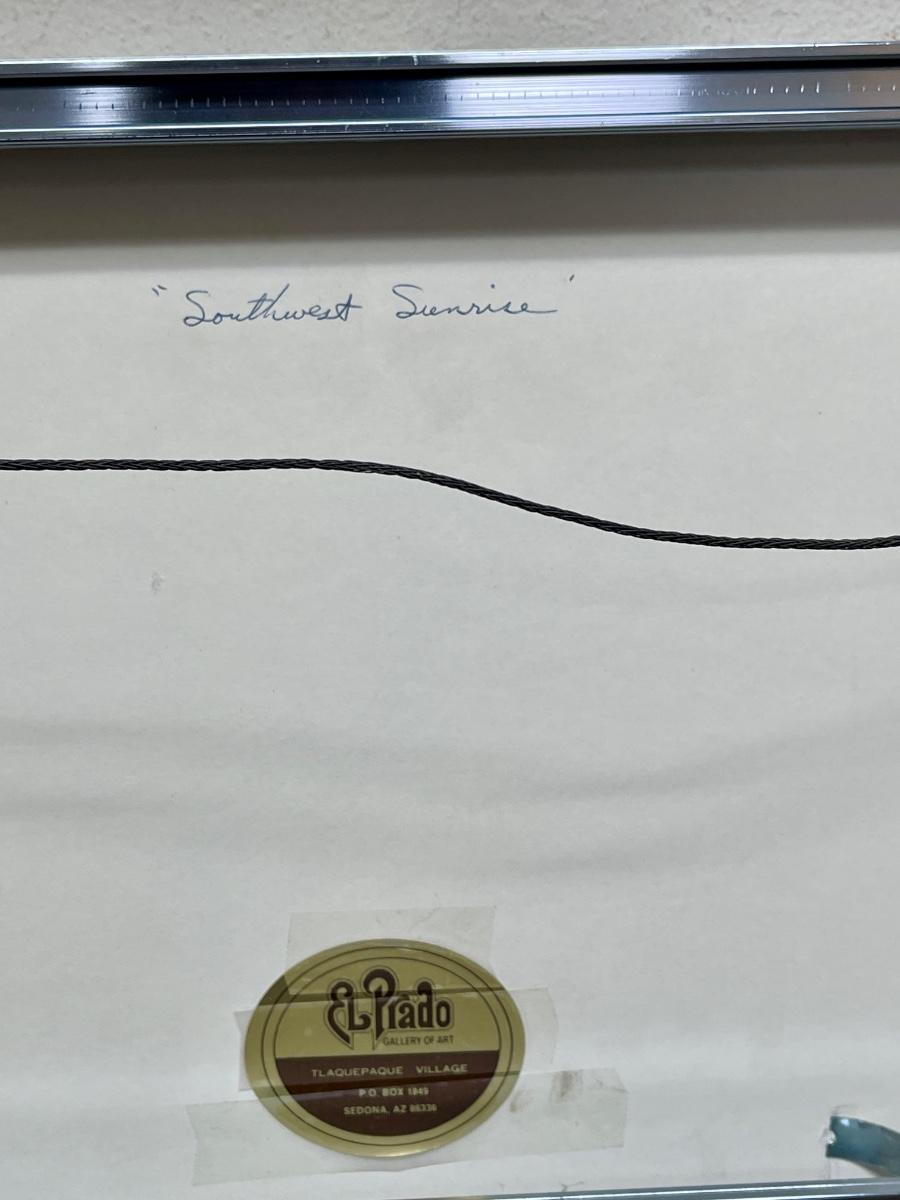 "Southwest Sunrise"
EL Prado
GALLERY OF ART
TLAQUEPAQUE VILLAGE
P.O. BOX 1849
SEDONA, AZ 86336